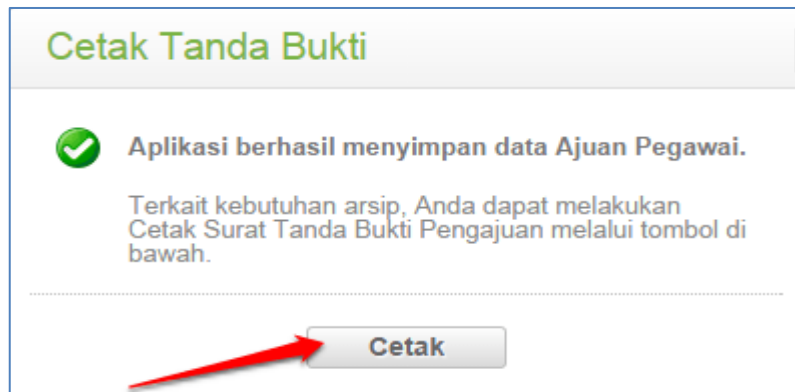 Cetak Tanda Bukti
Aplikasi berhasil menyimpan data Ajuan Pegawai.
Terkait kebutuhan arsip, Anda dapat melakukan
Cetak Surat Tanda Bukti Pengajuan melalui tombol di
bawah.
Cetak